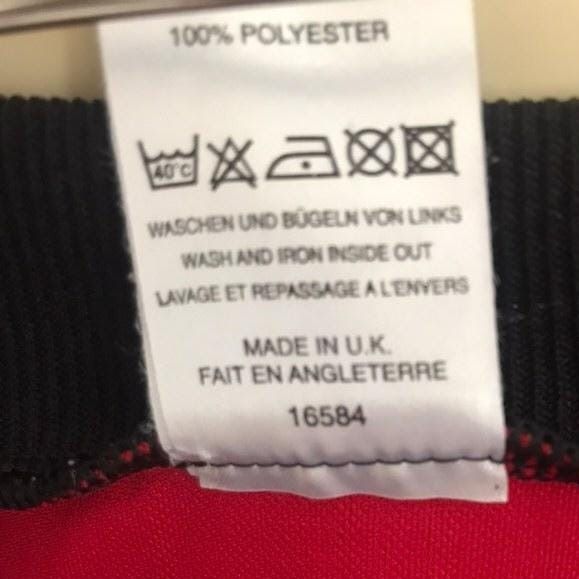 100% POLYESTER
40°C
WASCHEN UND BÜGELN VON LINKS
WASH AND IRON INSIDE OUT
LAVAGE ET REPASSAGE A L'ENVERS
MADE IN U.K.
FAIT EN ANGLETERRE
16584